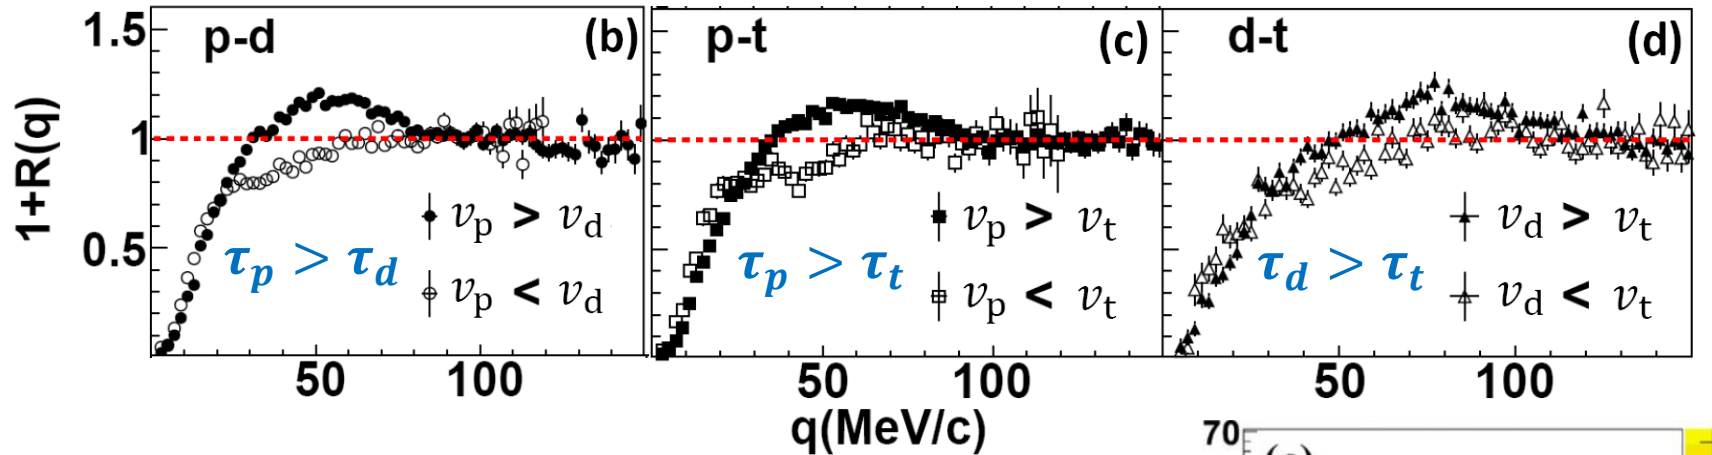 1.5
1
0.5
1+R(q)
p-d
(b)
v_p > v_d
τ_p > τ_d
v_p < v_d
50
100
p-t
(c)
v_p > v_t
τ_p > τ_t
v_p < v_t
50
100
d-t
(d)
v_d > v_t
τ_d > τ_t
v_d < v_t
50
100
q(MeV/c)
70